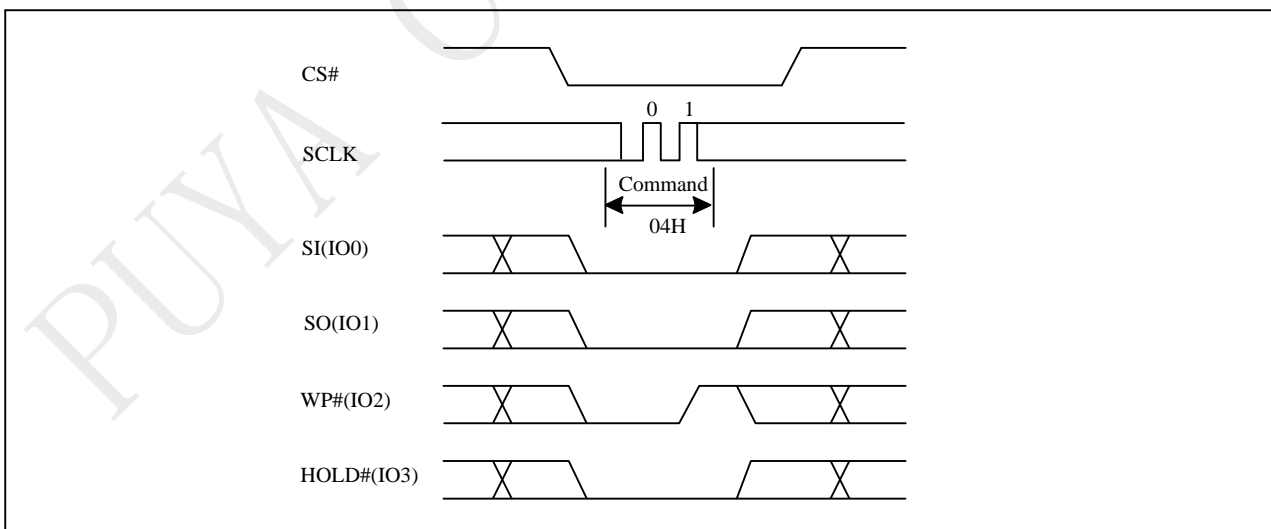 CS#
0 1
SCLK
Command
04H
SI(IO0)
SO(IO1)
WP#(IO2)
HOLD#(IO3)
PUYA